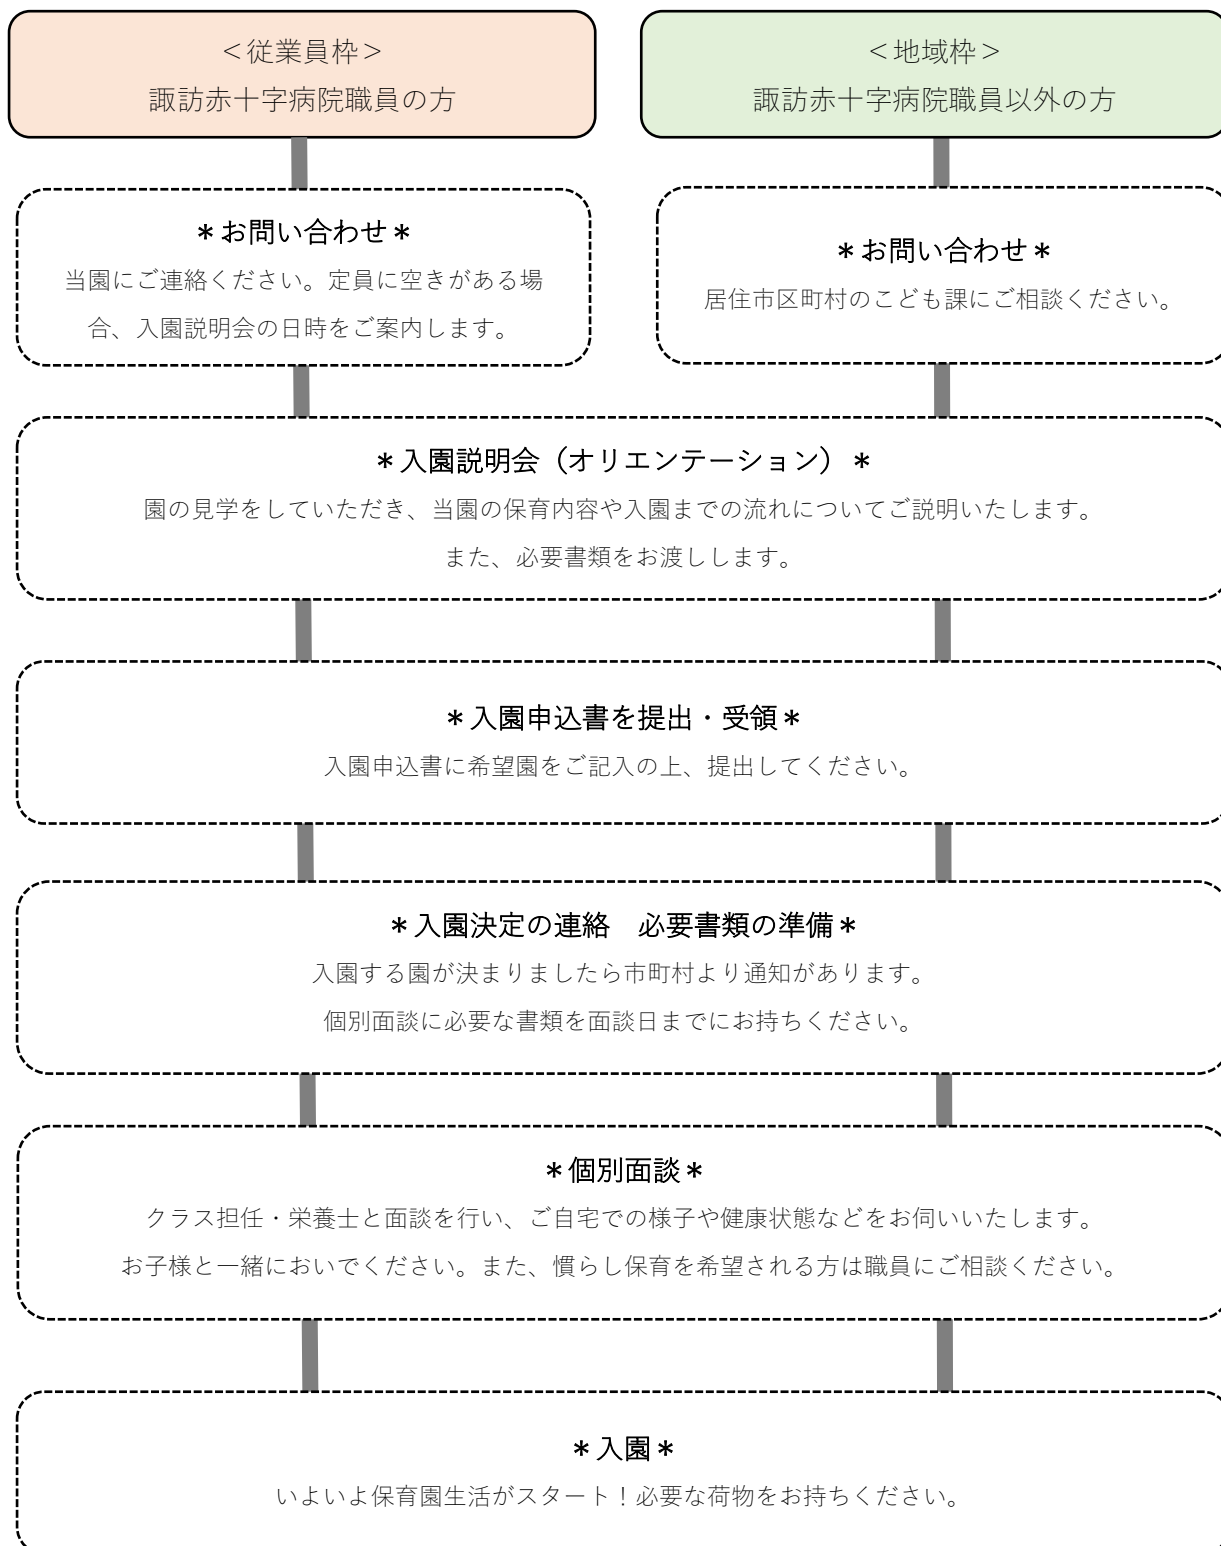 ＜従業員枠＞
諏訪赤十字病院職員の方
＜地域枠＞
諏訪赤十字病院職員以外の方
＊お問い合わせ＊
当園にご連絡ください。定員に空きがある場
合、入園説明会の日時をご案内します。
＊お問い合わせ＊
居住市区町村のこども課にご相談ください。
＊入園説明会（オリエンテーション）＊
園の見学をしていただき、当園の保育内容や入園までの流れについてご説明いたします。
また、必要書類をお渡しします。
＊入園申込書を提出・受領＊
入園申込書に希望園をご記入の上、提出してください。
＊入園決定の連絡　必要書類の準備＊
入園する園が決まりましたら市町村より通知があります。
個別面談に必要な書類を面談日までにお持ちください。
＊個別面談＊
クラス担任・栄養士と面談を行い、ご自宅での様子や健康状態などをお伺いいたします。
お子様と一緒においでください。また、慣らし保育を希望される方は職員にご相談ください。
＊入園＊
いよいよ保育園生活がスタート！必要な荷物をお持ちください。